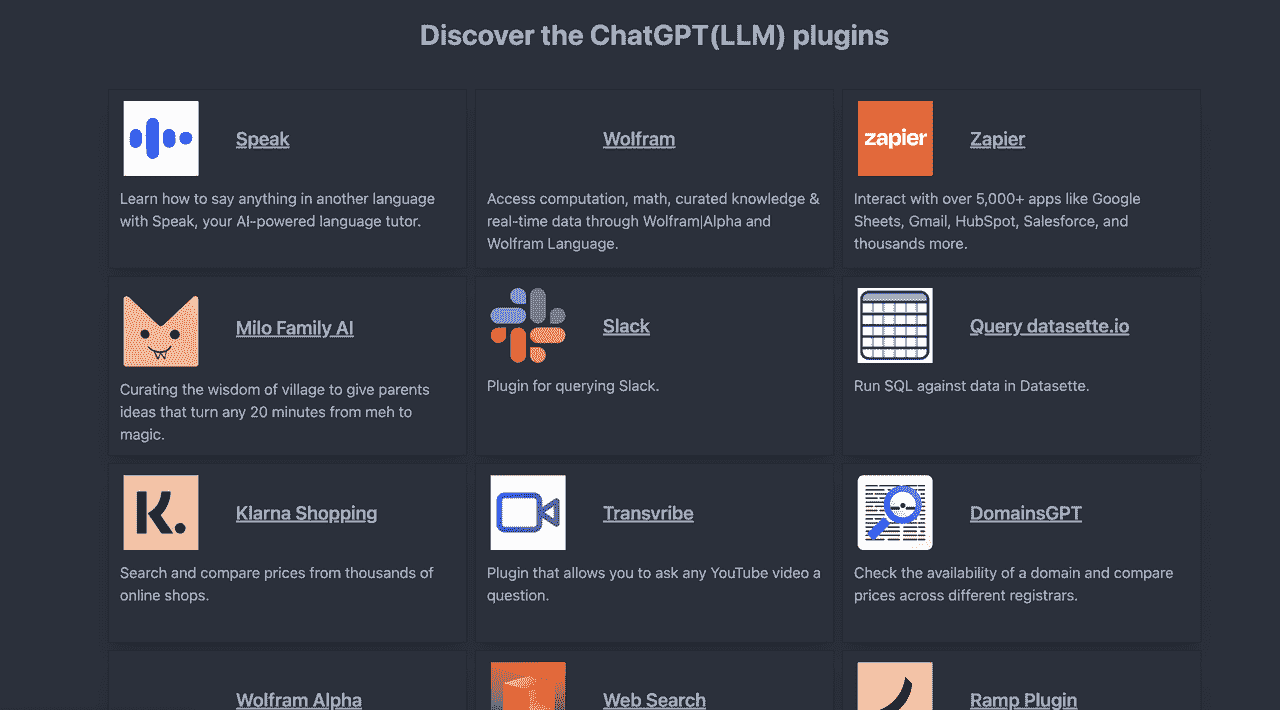 Discover the ChatGPT(LLM) plugins
Speak
Learn how to say anything in another language
with Speak, your AI-powered language tutor.
Wolfram
Access computation, math, curated knowledge &
real-time data through Wolfram|Alpha and
Wolfram Language.
zapier
Zapier
Interact with over 5,000+ apps like Google
Sheets, Gmail, HubSpot, Salesforce, and
thousands more.
Milo Family AI
Curating the wisdom of village to give parents
ideas that turn any 20 minutes from meh to
magic.
Slack
Plugin for querying Slack.
Query datasette.io
Run SQL against data in Datasette.
K.
Klarna Shopping
Search and compare prices from thousands of
online shops.
Transvribe
Plugin that allows you to ask any YouTube video a
question.
DomainsGPT
Check the availability of a domain and compare
prices across different registrars.
Wolfram Alpha
Web Search
Ramp Plugin